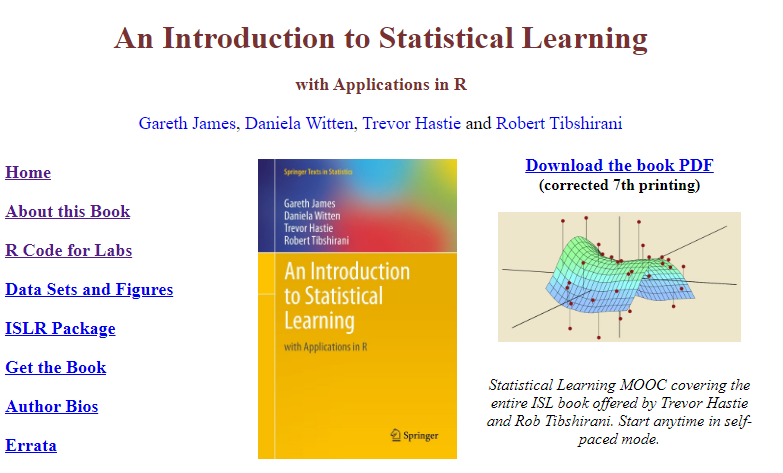 An Introduction to Statistical Learning
with Applications in R
Gareth James, Daniela Witten, Trevor Hastie and Robert Tibshirani
Home
About this Book
R Code for Labs
Data Sets and Figures
ISLR Package
Get the Book
Author Bios
Errata
Springer Texts in Statistics
Gareth James
Daniela Witten
Trevor Hastie
Robert Tibshirani
An Introduction
to Statistical
Learning
with Applications in R
Springer
Download the book PDF
(corrected 7th printing)
Statistical Learning MOOC covering the
entire ISL book offered by Trevor Hastie
and Rob Tibshirani. Start anytime in self-
paced mode.